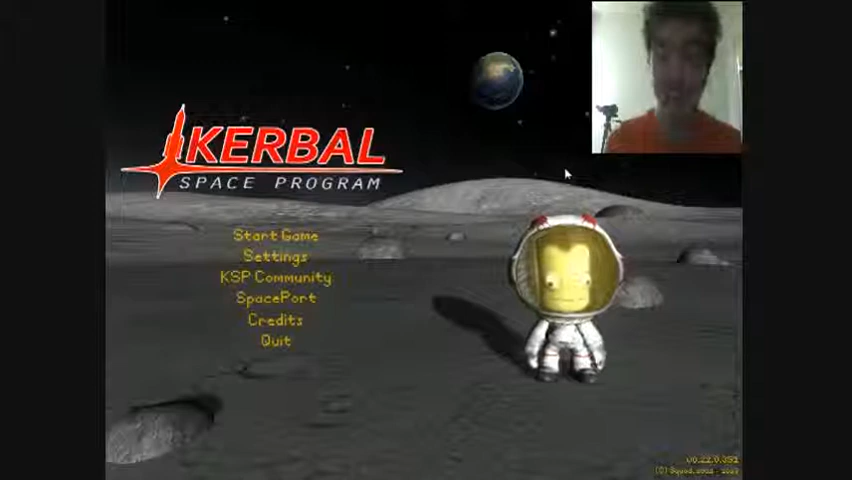 KERBAL
SPACE PROGRAM
Start Game
Settings
KSP Community
SpacePort
Credits
Quit